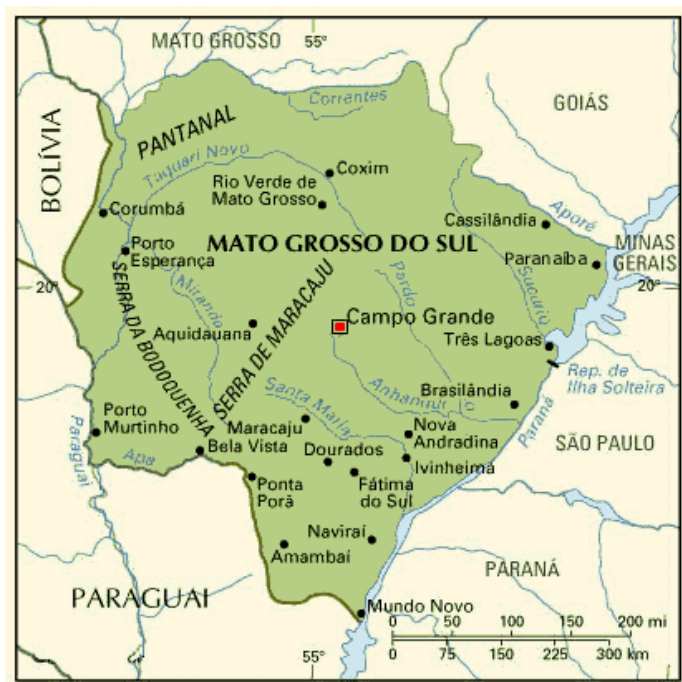 MATO GROSSO
55°
GOIÁS
BOLÍVIA
PANTANAL
Correntes
Taquari Novo
Coxim
Rio Verde de
Mato Grosso
Corumbá
Cassilândia
Aporé
Porto
Esperança
MATO GROSSO DO SUL
MINAS
GERAIS
Paranaíba
20°
20°
SERRA DA BODOQUENHA
Miranda
SERRA DE MARACAJU
Pardo
Sucuriú
Campo Grande
Aquidauana
Três Lagoas
Rep. de
Ilha Solteira
Santa Maria
Brasilândia
Porto
Murtinho
Maracaju
Nova
Andradina
Paraná
SÃO PAULO
Paraguai
Apa
Bela Vista
Dourados
Ivinheima
Ponta
Porã
Fátima
do Sul
Naviraí
Amambaí
PARANÁ
PARAGUAI
Mundo Novo
0 50 100 150 200 mi
0 75 150 225 300 km
55°